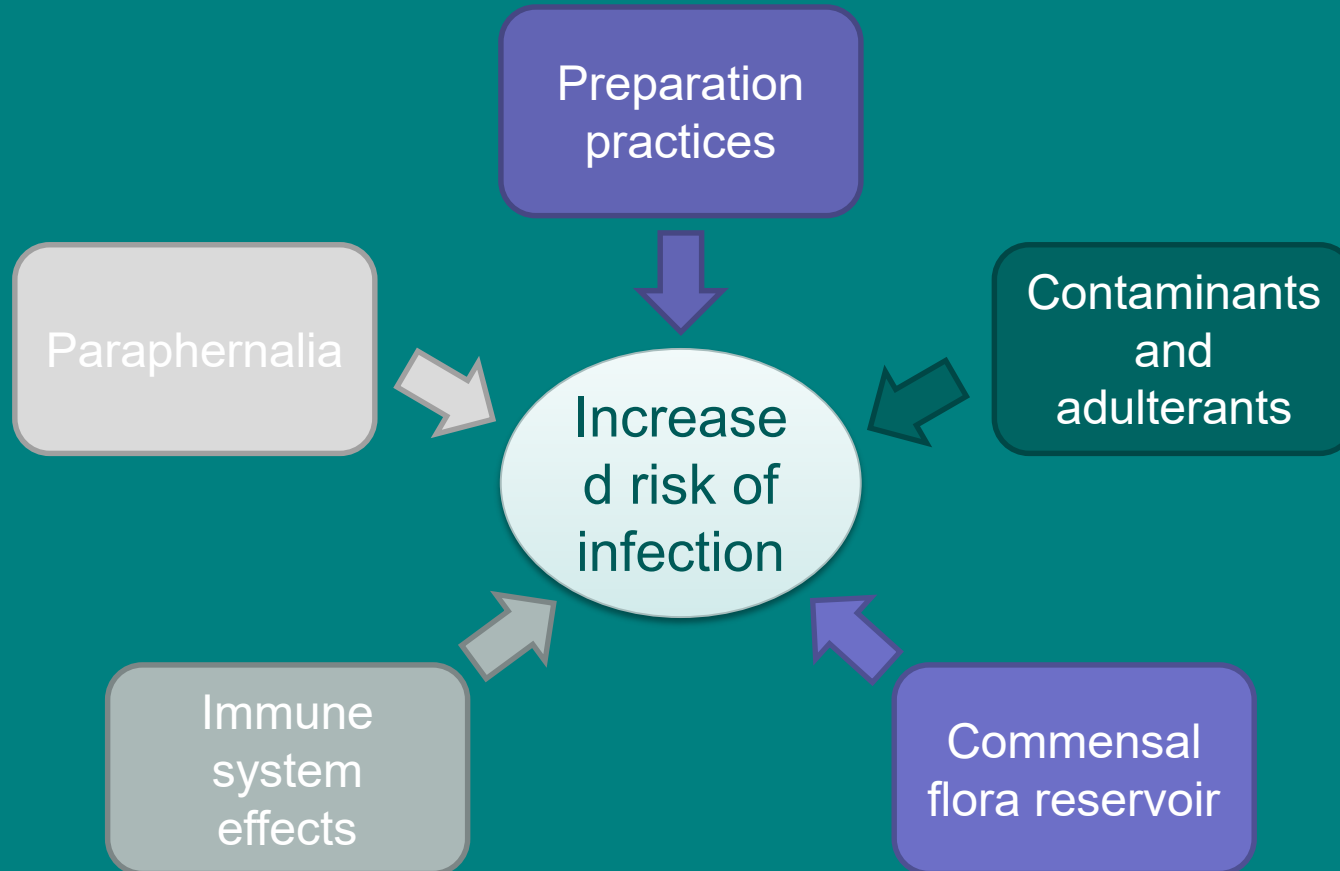 Preparation
practices
Paraphernalia
Contaminants
and
adulterants
Increase
d risk of
infection
Immune
system
effects
Commensal
flora reservoir